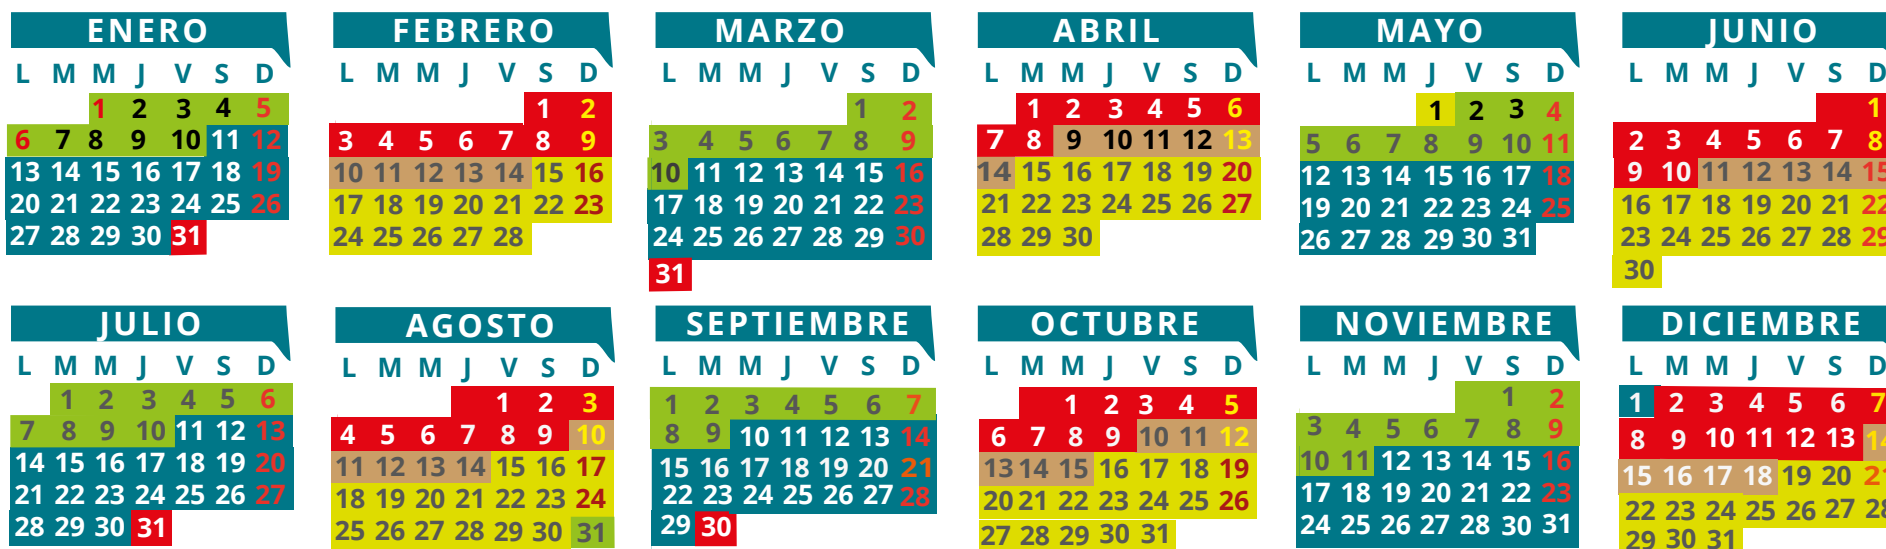 ENERO FEBRERO MARZO ABRIL MAYO JUNIO
L M M J V S D L M M J V S D L M M J V S D L M M J V S D L M M J V S D L M M J V S D
1 2 3 4 5 1 2 1 2 1 2 3 4 5 6 1 2 3 4 1
6 7 8 9 10 11 12 3 4 5 6 7 8 9 3 4 5 6 7 8 9 7 8 9 10 11 12 13 5 6 7 8 9 10 11 2 3 4 5 6 7 8
13 14 15 16 17 18 19 10 11 12 13 14 15 16 10 11 12 13 14 15 16 14 15 16 17 18 19 20 12 13 14 15 16 17 18 9 10 11 12 13 14 15
20 21 22 23 24 25 26 17 18 19 20 21 22 23 17 18 19 20 21 22 23 21 22 23 24 25 26 27 19 20 21 22 23 24 25 16 17 18 19 20 21 22
27 28 29 30 31 24 25 26 27 28 24 25 26 27 28 29 30 28 29 30 26 27 28 29 30 31 23 24 25 26 27 28 29
31 30
JULIO AGOSTO SEPTIEMBRE OCTUBRE NOVIEMBRE DICIEMBRE
L M M J V S D L M M J V S D L M M J V S D L M M J V S D L M M J V S D L M M J V S D
1 2 3 4 5 6 1 2 3 1 2 3 4 5 6 7 1 2 3 4 5 1 2 1 2 3 4 5 6 7
7 8 9 10 11 12 13 4 5 6 7 8 9 10 8 9 10 11 12 13 14 6 7 8 9 10 11 12 3 4 5 6 7 8 9 8 9 10 11 12 13 14
14 15 16 17 18 19 20 11 12 13 14 15 16 17 15 16 17 18 19 20 21 13 14 15 16 17 18 19 10 11 12 13 14 15 16 15 16 17 18 19 20 21
21 22 23 24 25 26 27 18 19 20 21 22 23 24 22 23 24 25 26 27 28 20 21 22 23 24 25 26 17 18 19 20 21 22 23 22 23 24 25 26 27 28
28 29 30 31 25 26 27 28 29 30 31 29 30 27 28 29 30 31 24 25 26 27 28 30 31 29 30 31